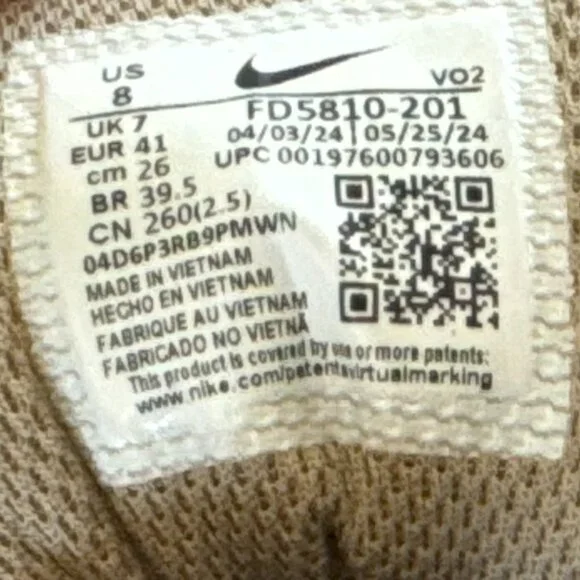 US
8
VO2
UK 7
FD5810-201
EUR 41
04/03/24 05/25/24
cm 26
UPC 00197600793606
BR 39.5
CN 260(2.5)
04D6P3RB9PMWN
MADE IN VIETNAM
HECHO EN VIETNAM
FABRIQUE AU VIETNAM
FABRICADO NO VIETNÃ
This product is covered by one or more patents:
www.nike.com/patentsvirtualmarking